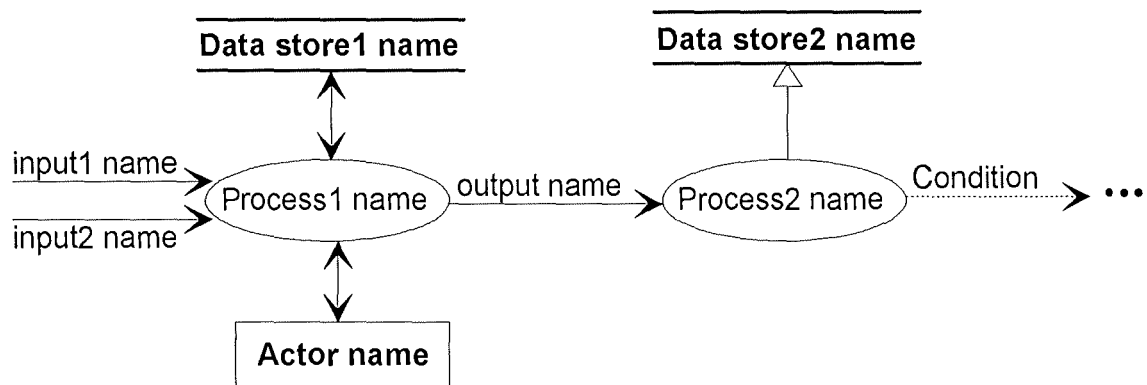 Data store1 name
Data store2 name
input1 name
input2 name
Process1 name
output name
Process2 name
Condition
...
Actor name